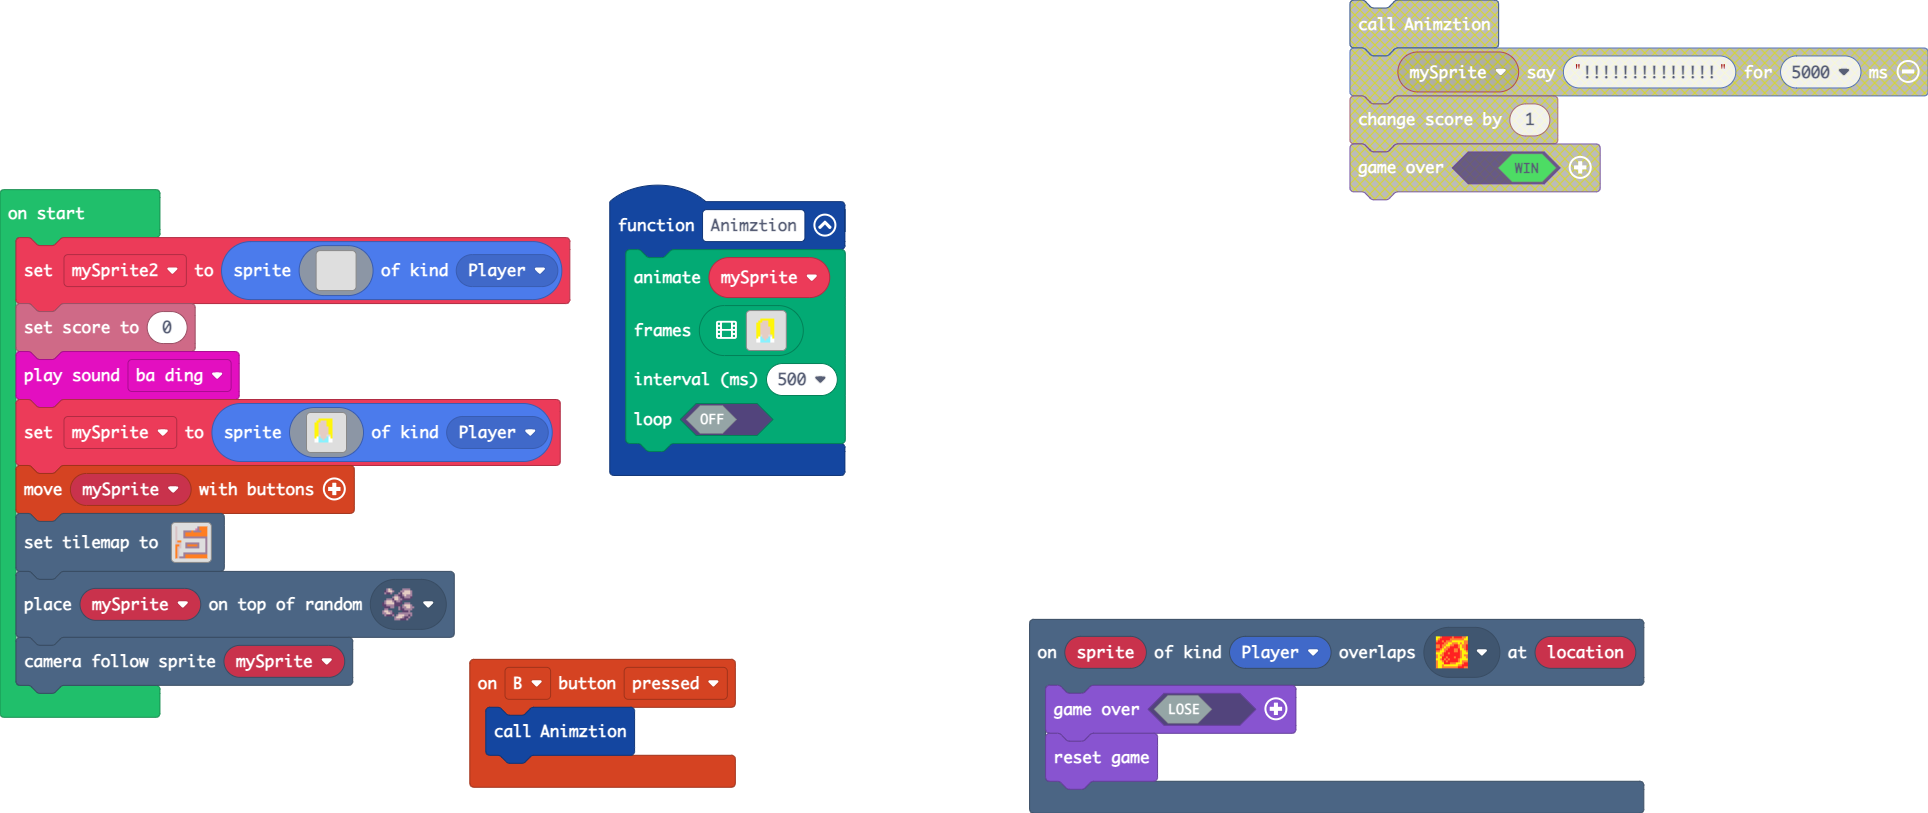 call Animztion
mySprite say "!!!!!!!!!!!!!!" for 5000 ms
change score by 1
game over WIN
on start
set mySprite2 to sprite of kind Player
set score to 0
play sound ba ding
set mySprite to sprite of kind Player
move mySprite with buttons
set tilemap to
place mySprite on top of random
camera follow sprite mySprite
function Animztion
animate mySprite
frames
interval (ms) 500
loop OFF
on B button pressed
call Animztion
on sprite of kind Player overlaps at location
game over LOSE
reset game